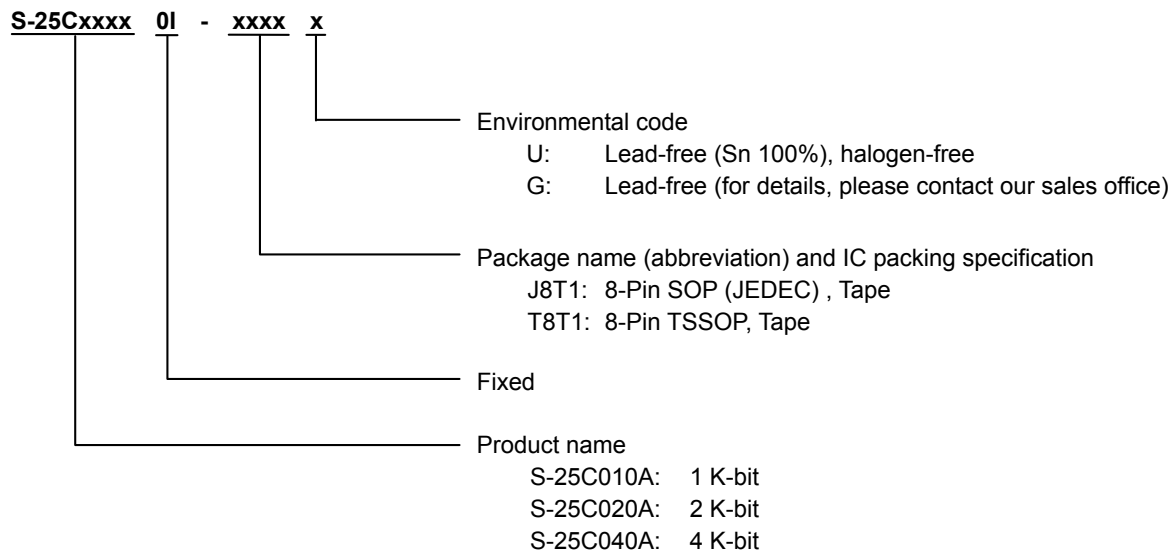 S-25Cxxxx 0I - xxxx x
Environmental code
U: Lead-free (Sn 100%), halogen-free
G: Lead-free (for details, please contact our sales office)
Package name (abbreviation) and IC packing specification
J8T1: 8-Pin SOP (JEDEC) , Tape
T8T1: 8-Pin TSSOP, Tape
Fixed
Product name
S-25C010A: 1 K-bit
S-25C020A: 2 K-bit
S-25C040A: 4 K-bit